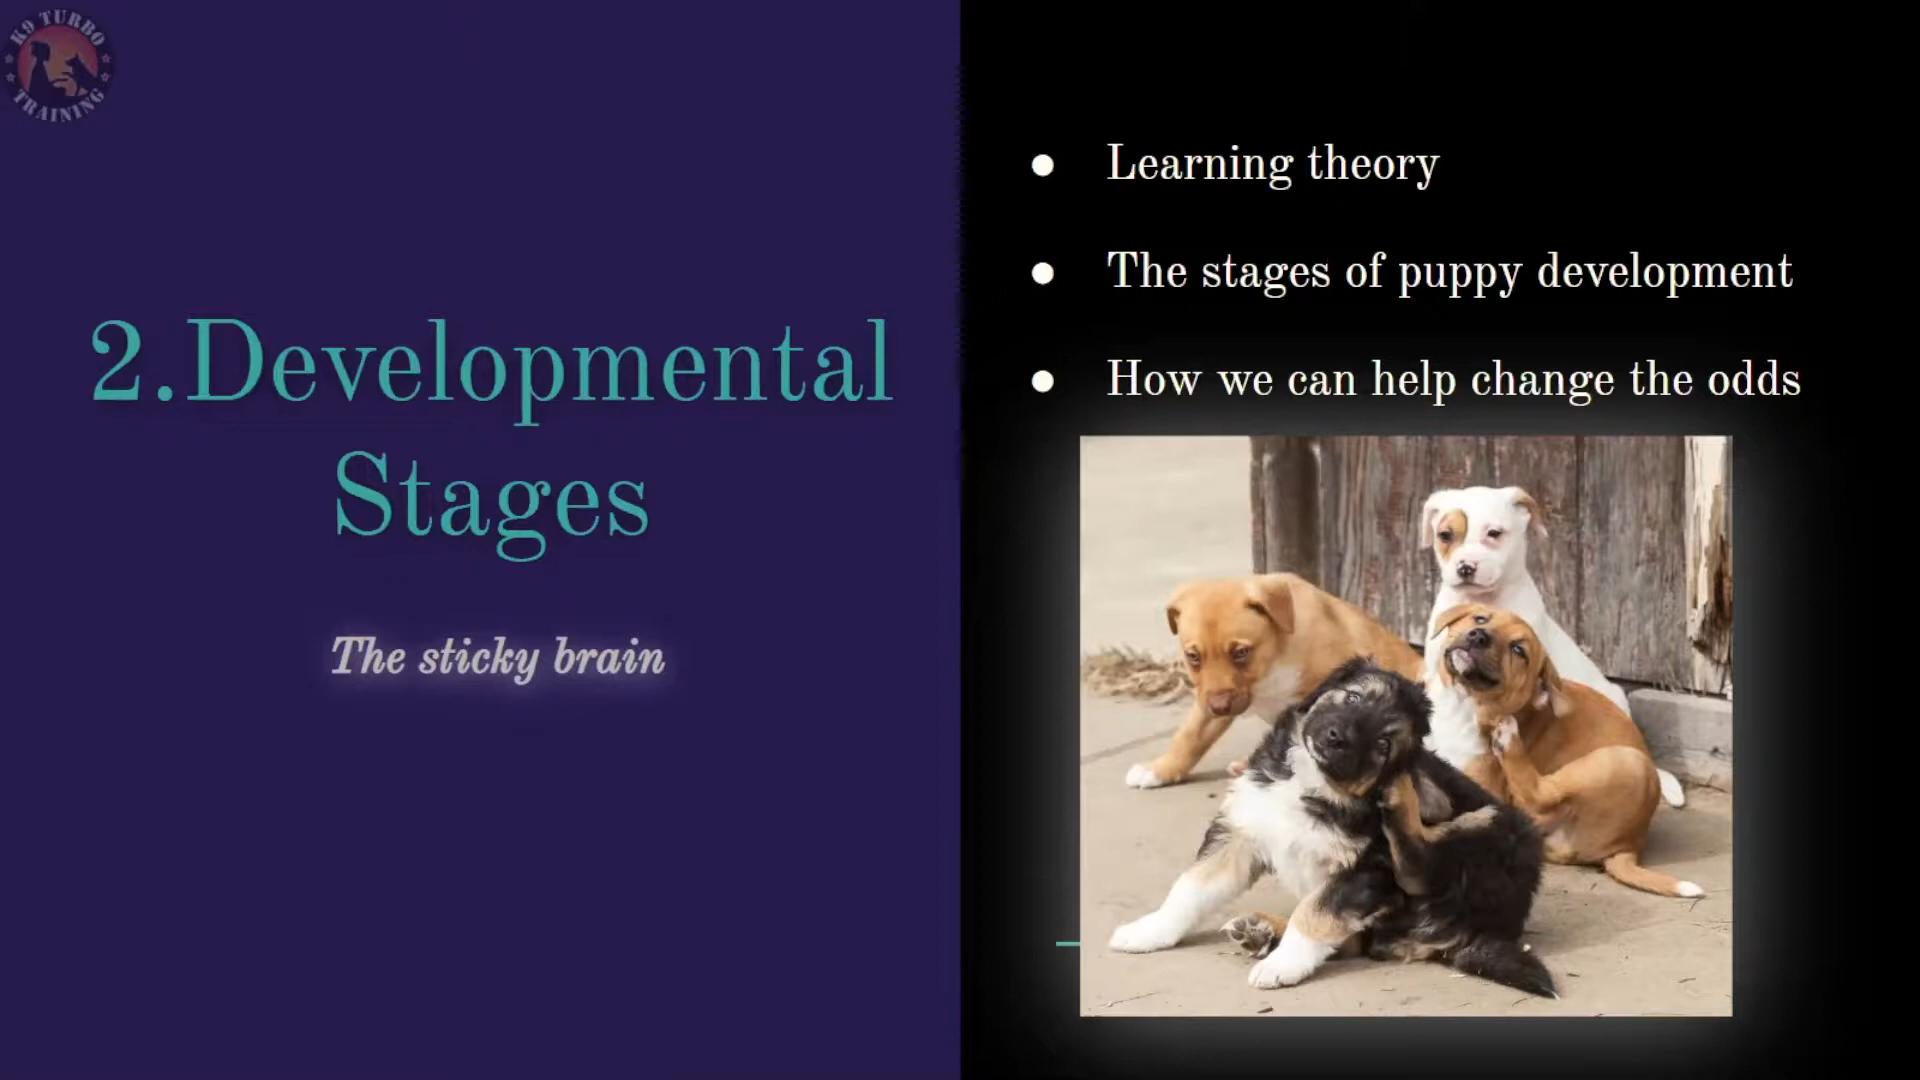 K9 TURBO
TRAINING
2.Developmental
Stages
The sticky brain
● Learning theory
● The stages of puppy development
● How we can help change the odds